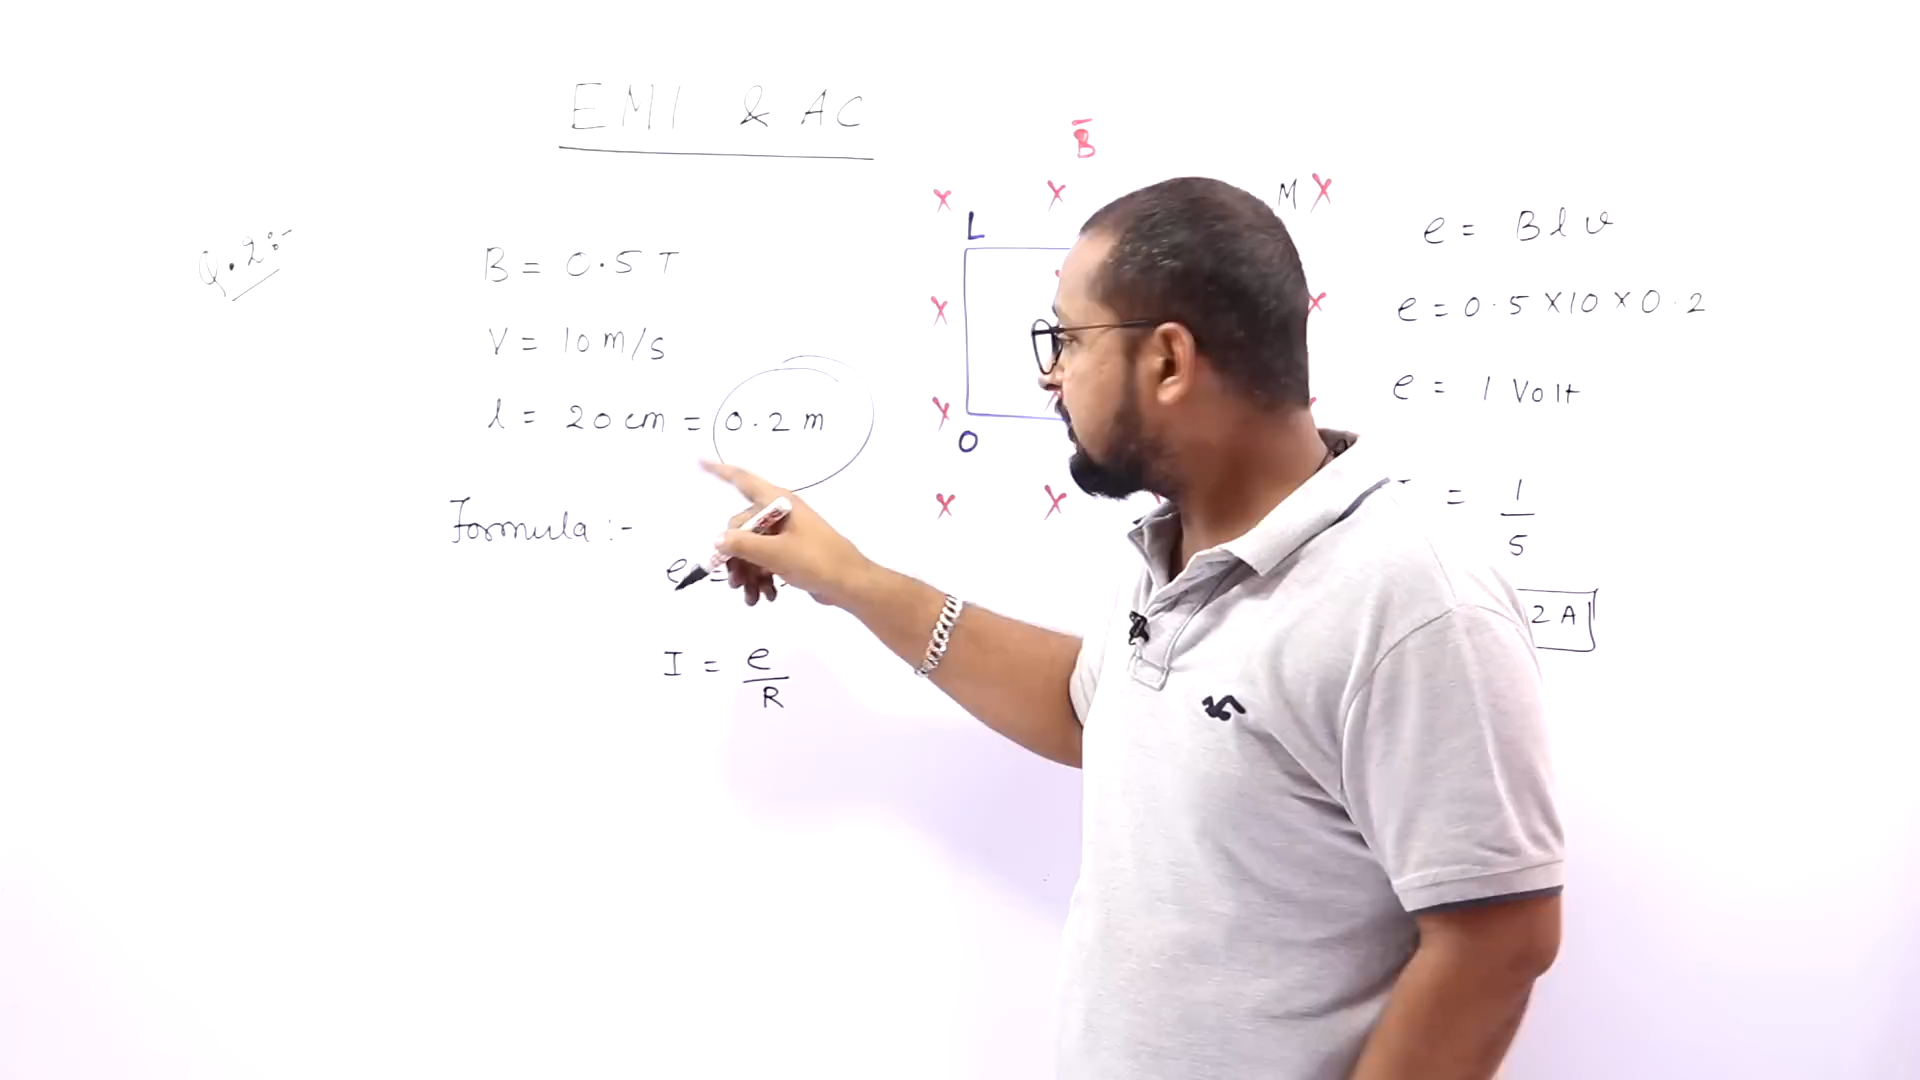 EMI & AC
Q.2:-
B = 0.5 T
V = 10 m/s
l = 20 cm = 0.2 m
Formula :-
e =
I = e/R
B̄
x x M x
L
x x
x
O
x x
e = B l v
e = 0.5 x 10 x 0.2
e = 1 Volt
= 1/5
2 A